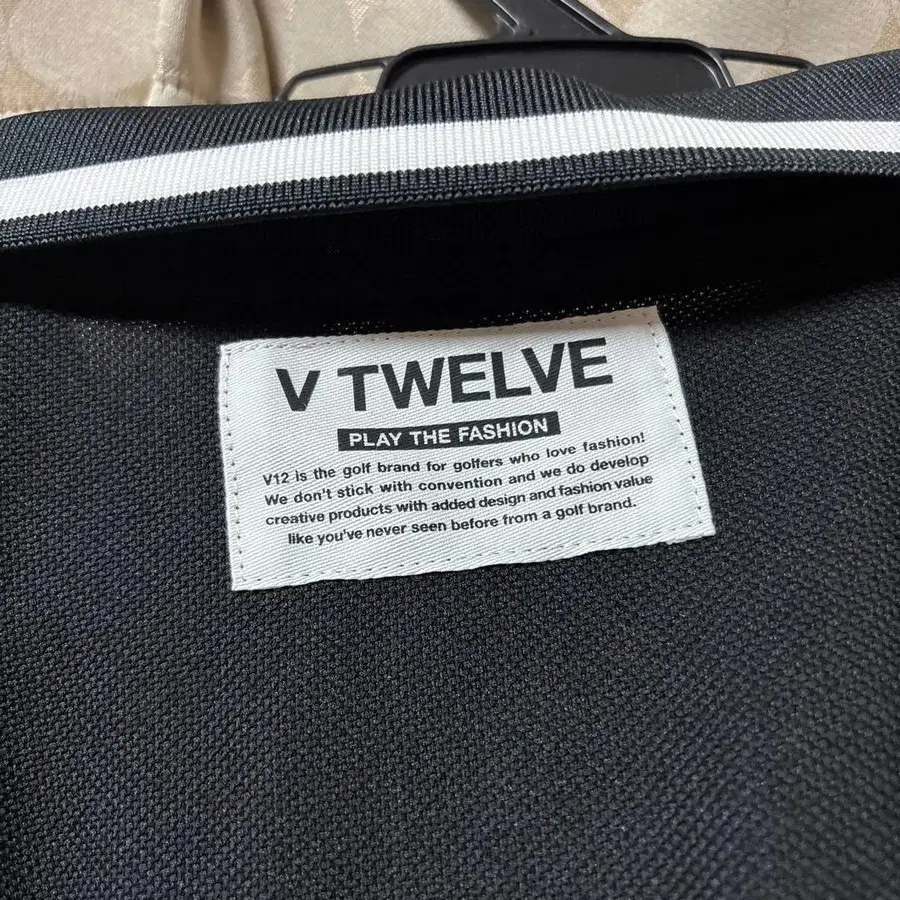 V TWELVE
PLAY THE FASHION
V12 is the golf brand for golfers who love fashion!
We don't stick with convention and we do develop
creative products with added design and fashion value
like you've never seen before from a golf brand.